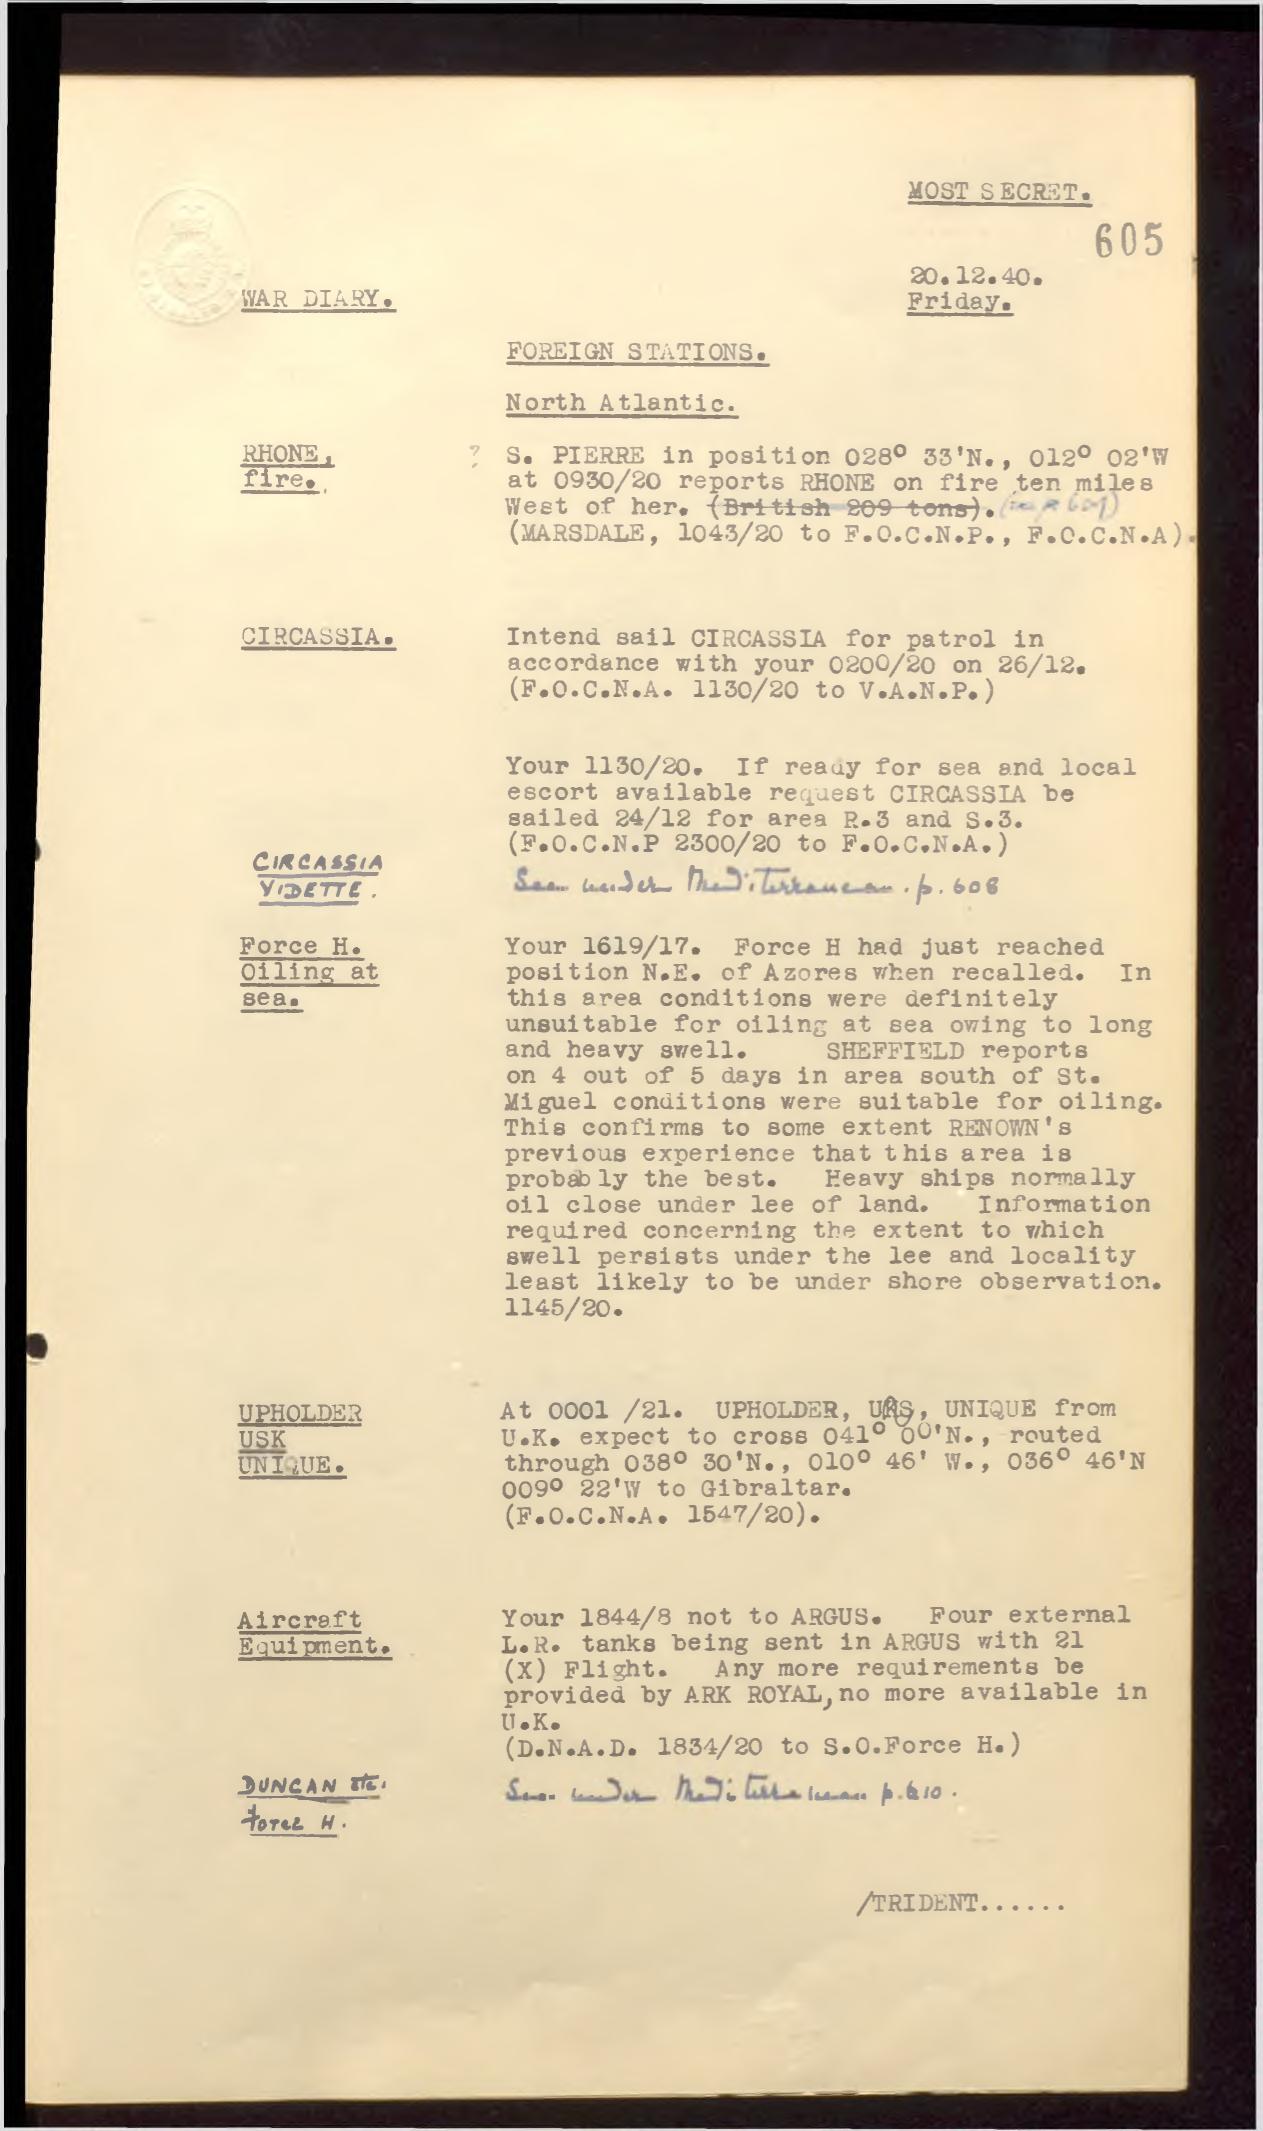 MOST SECRET.
605
20.12.40.
Friday.
WAR DIARY.
FOREIGN STATIONS.
North Atlantic.
RHONE,
fire.
? S. PIERRE in position 028° 33'N., 012° 02'W
at 0930/20 reports RHONE on fire ten miles
West of her. (British 209 tons).
(MARSDALE, 1043/20 to F.O.C.N.P., F.O.C.N.A).
CIRCASSIA.
Intend sail CIRCASSIA for patrol in
accordance with your 0200/20 on 26/12.
(F.O.C.N.A. 1130/20 to V.A.N.P.)
Your 1130/20. If ready for sea and local
escort available request CIRCASSIA be
sailed 24/12 for area R.3 and S.3.
(F.O.C.N.P 2300/20 to F.O.C.N.A.)
CIRCASSIA
VIDETTE.
See under Mediterranean. p. 608
Force H.
Oiling at
sea.
Your 1619/17. Force H had just reached
position N.E. of Azores when recalled. In
this area conditions were definitely
unsuitable for oiling at sea owing to long
and heavy swell. SHEFFIELD reports
on 4 out of 5 days in area south of St.
Miguel conditions were suitable for oiling.
This confirms to some extent RENOWN's
previous experience that this area is
probably the best. Heavy ships normally
oil close under lee of land. Information
required concerning the extent to which
swell persists under the lee and locality
least likely to be under shore observation.
1145/20.
UPHOLDER
USK
UNIQUE.
At 0001 /21. UPHOLDER, , UNIQUE from
U.K. expect to cross 041° 00'N., routed
through 038° 30'N., 010° 46' W., 036° 46'N
009° 22'W to Gibraltar.
(F.O.C.N.A. 1547/20).
Aircraft
Equipment.
Your 1844/8 not to ARGUS. Four external
L.R. tanks being sent in ARGUS with 21
(X) Flight. Any more requirements be
provided by ARK ROYAL, no more available in
U.K.
(D.N.A.D. 1834/20 to S.O.Force H.)
DUNCAN etc.
Force H.
See under Mediterranean p.610.
/TRIDENT......